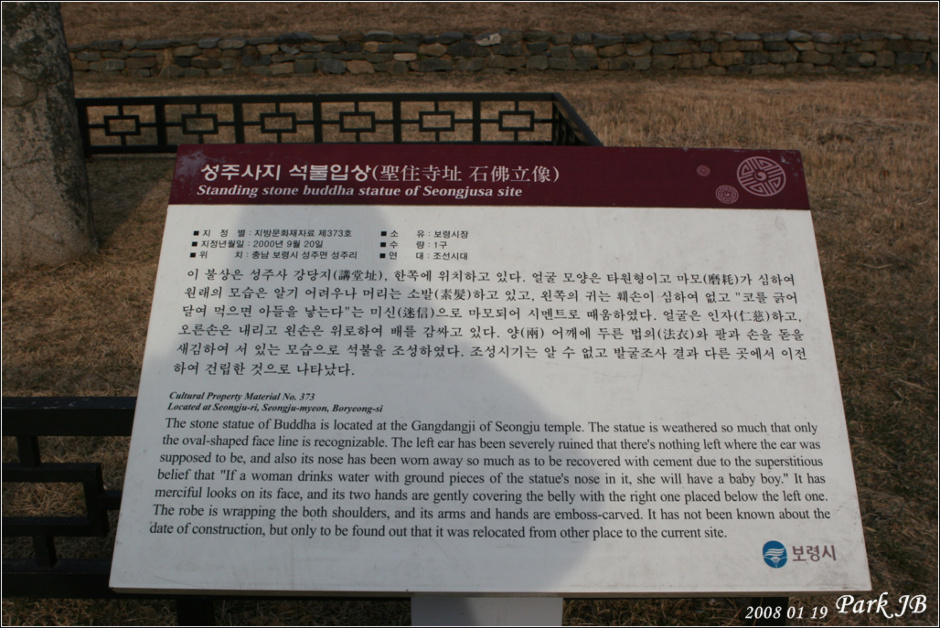 성주사지 석불입상(聖住寺址 石佛立像)
Standing stone buddha statue of Seongjusa site
■ 지 정 별 : 지방문화재자료 제373호 ■ 소 유 : 보령시장
■ 지정년월일 : 2000년 9월 20일 ■ 수 량 : 1구
■ 위 치 : 충남 보령시 성주면 성주리 ■ 연 대 : 조선시대
이 불상은 성주사 강당지(講堂址), 한쪽에 위치하고 있다. 얼굴 모양은 타원형이고 마모(磨耗)가 심하여
원래의 모습은 알기 어려우나 머리는 소발(素髮)하고 있고, 왼쪽의 귀는 훼손이 심하여 없고 "코를 긁어
달여 먹으면 아들을 낳는다"는 미신(迷信)으로 마모되어 시멘트로 때움하였다. 얼굴은 인자(仁慈)하고,
오른손은 내리고 왼손은 위로하여 배를 감싸고 있다. 양(兩) 어깨에 두른 법의(法衣)와 팔과 손을 돋을
새김하여 서 있는 모습으로 석불을 조성하였다. 조성시기는 알 수 없고 발굴조사 결과 다른 곳에서 이전
하여 건립한 것으로 나타났다.
Cultural Property Material No. 373
Located at Seongju-ri, Seongju-myeon, Boryeong-si
The stone statue of Buddha is located at the Gangdangji of Seongju temple. The statue is weathered so much that only
the oval-shaped face line is recognizable. The left ear has been severely ruined that there's nothing left where the ear was
supposed to be, and also its nose has been worn away so much as to be recovered with cement due to the superstitious
belief that "If a woman drinks water with ground pieces of the statue's nose in it, she will have a baby boy." It has
merciful looks on its face, and its two hands are gently covering the belly with the right one placed below the left one.
The robe is wrapping the both shoulders, and its arms and hands are emboss-carved. It has not been known about the
date of construction, but only to be found out that it was relocated from other place to the current site.
보령시
2008 01 19 Park JB